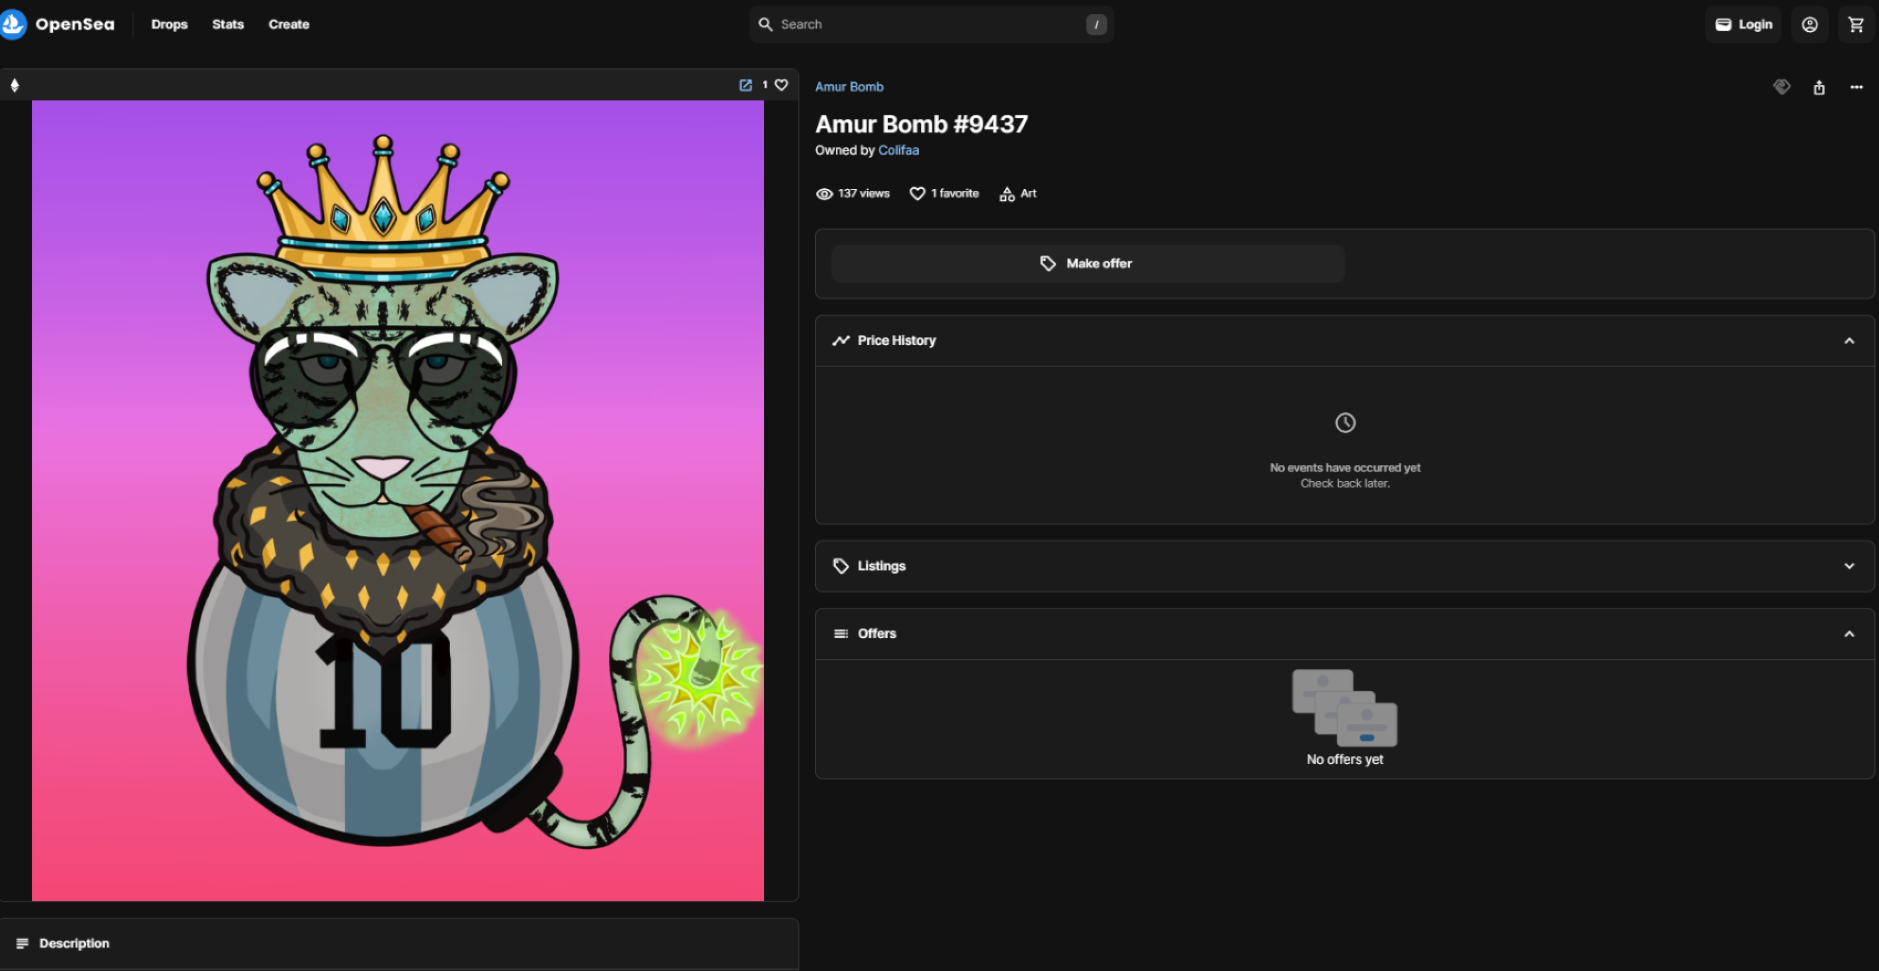 OpenSea
Drops Stats Create
Search /
Login
1
Amur Bomb
Amur Bomb #9437
Owned by Colifaa
137 views 1 favorite Art
Make offer
Price History
No events have occurred yet
Check back later.
Listings
Offers
No offers yet
10
Description